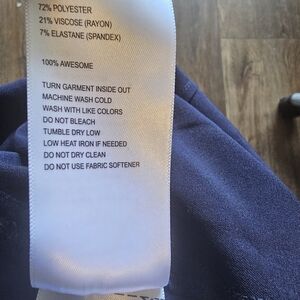 72% POLYESTER
21% VISCOSE (RAYON)
7% ELASTANE (SPANDEX)
100% AWESOME
TURN GARMENT INSIDE OUT
MACHINE WASH COLD
WASH WITH LIKE COLORS
DO NOT BLEACH
TUMBLE DRY LOW
LOW HEAT IRON IF NEEDED
DO NOT DRY CLEAN
DO NOT USE FABRIC SOFTENER